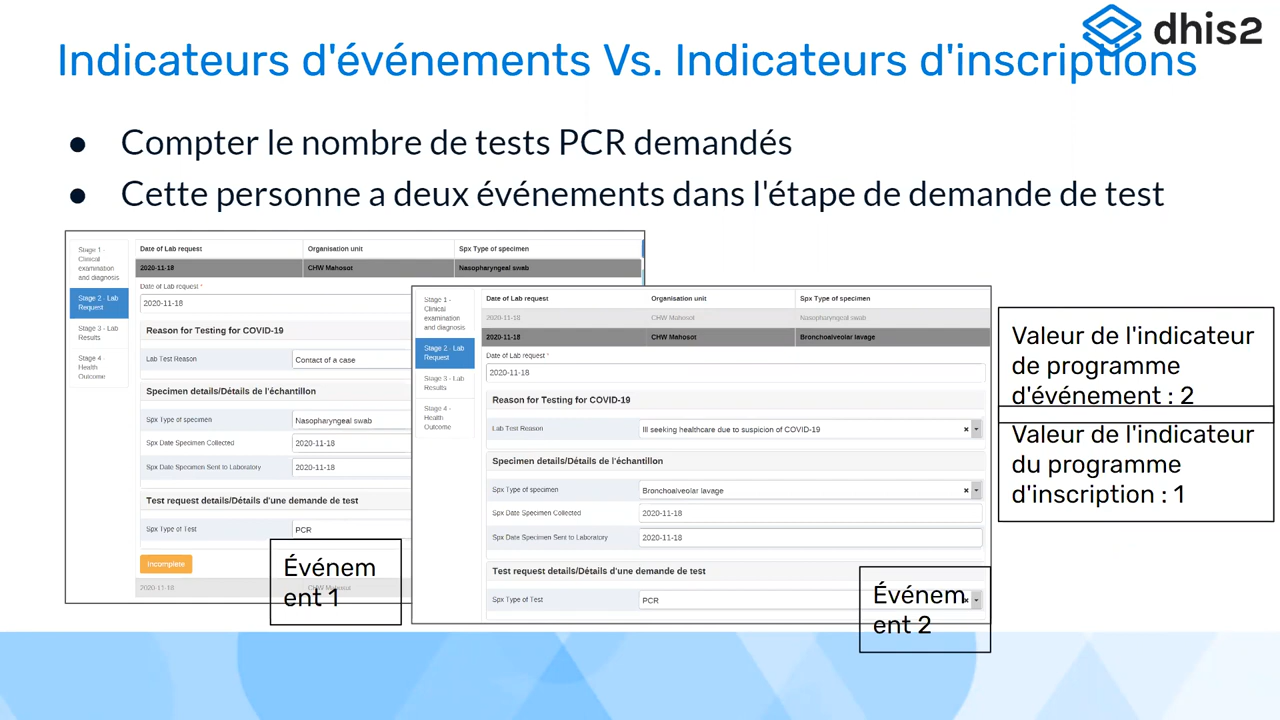 dhis2
Indicateurs d'événements Vs. Indicateurs d'inscriptions
● Compter le nombre de tests PCR demandés
● Cette personne a deux événements dans l'étape de demande de test
Stage 1 -
Clinical
examination
and diagnosis
Stage 2 - Lab
Request
Stage 3 - Lab
Results
Stage 4 -
Health
Outcome
Date of Lab request Organisation unit Spx Type of specimen
2020-11-18 CHW Mahosot Nasopharyngeal swab
Date of Lab request *
2020-11-18
Reason for Testing for COVID-19
Lab Test Reason Contact of a case
Specimen details/Détails de l'échantillon
Spx Type of specimen Nasopharyngeal swab
Spx Date Specimen Collected 2020-11-18
Spx Date Specimen Sent to Laboratory 2020-11-18
Test request details/Détails d'une demande de test
Spx Type of Test PCR
Incomplete
2020-11-18 CHW Mahosot
Événem
ent 1
Stage 1 -
Clinical
examination
and diagnosis
Stage 2 - Lab
Request
Stage 3 - Lab
Results
Stage 4 -
Health
Outcome
Date of Lab request Organisation unit Spx Type of specimen
2020-11-18 CHW Mahosot Nasopharyngeal swab
2020-11-18 CHW Mahosot Bronchoalveolar lavage
Date of Lab request *
2020-11-18
Reason for Testing for COVID-19
Lab Test Reason Ill seeking healthcare due to suspicion of COVID-19
Specimen details/Détails de l'échantillon
Spx Type of specimen Bronchoalveolar lavage
Spx Date Specimen Collected 2020-11-18
Spx Date Specimen Sent to Laboratory 2020-11-18
Test request details/Détails d'une demande de test
Spx Type of Test PCR
Événem
ent 2
Valeur de l'indicateur
de programme
d'événement : 2
Valeur de l'indicateur
du programme
d'inscription : 1